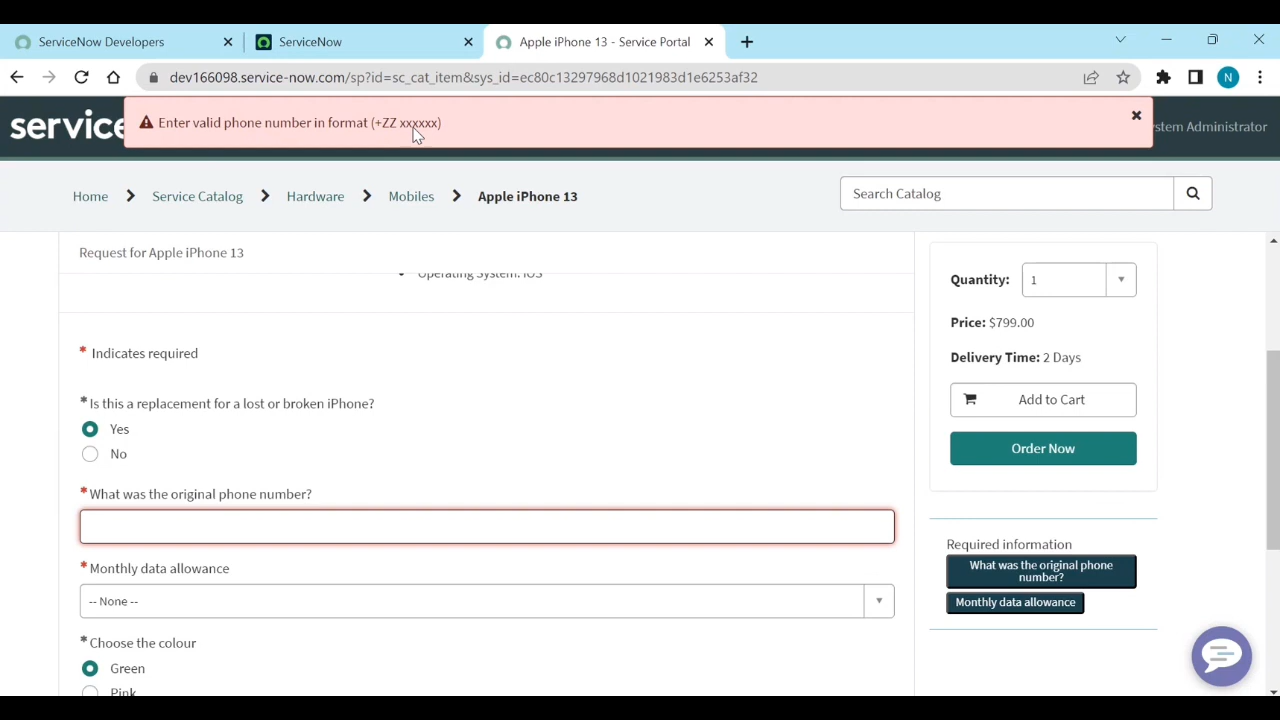 ServiceNow Developers
ServiceNow
Apple iPhone 13 - Service Portal
dev166098.service-now.com/sp?id=sc_cat_item&sys_id=ec80c13297968d1021983d1e6253af32
N
Enter valid phone number in format (+ZZ xxxxxx)
service
stem Administrator
Home
Service Catalog
Hardware
Mobiles
Apple iPhone 13
Search Catalog
Request for Apple iPhone 13
Operating System: iOS
* Indicates required
* Is this a replacement for a lost or broken iPhone?
Yes
No
* What was the original phone number?
* Monthly data allowance
-- None --
* Choose the colour
Green
Pink
Quantity: 1
Price: $799.00
Delivery Time: 2 Days
Add to Cart
Order Now
Required information
What was the original phone
number?
Monthly data allowance